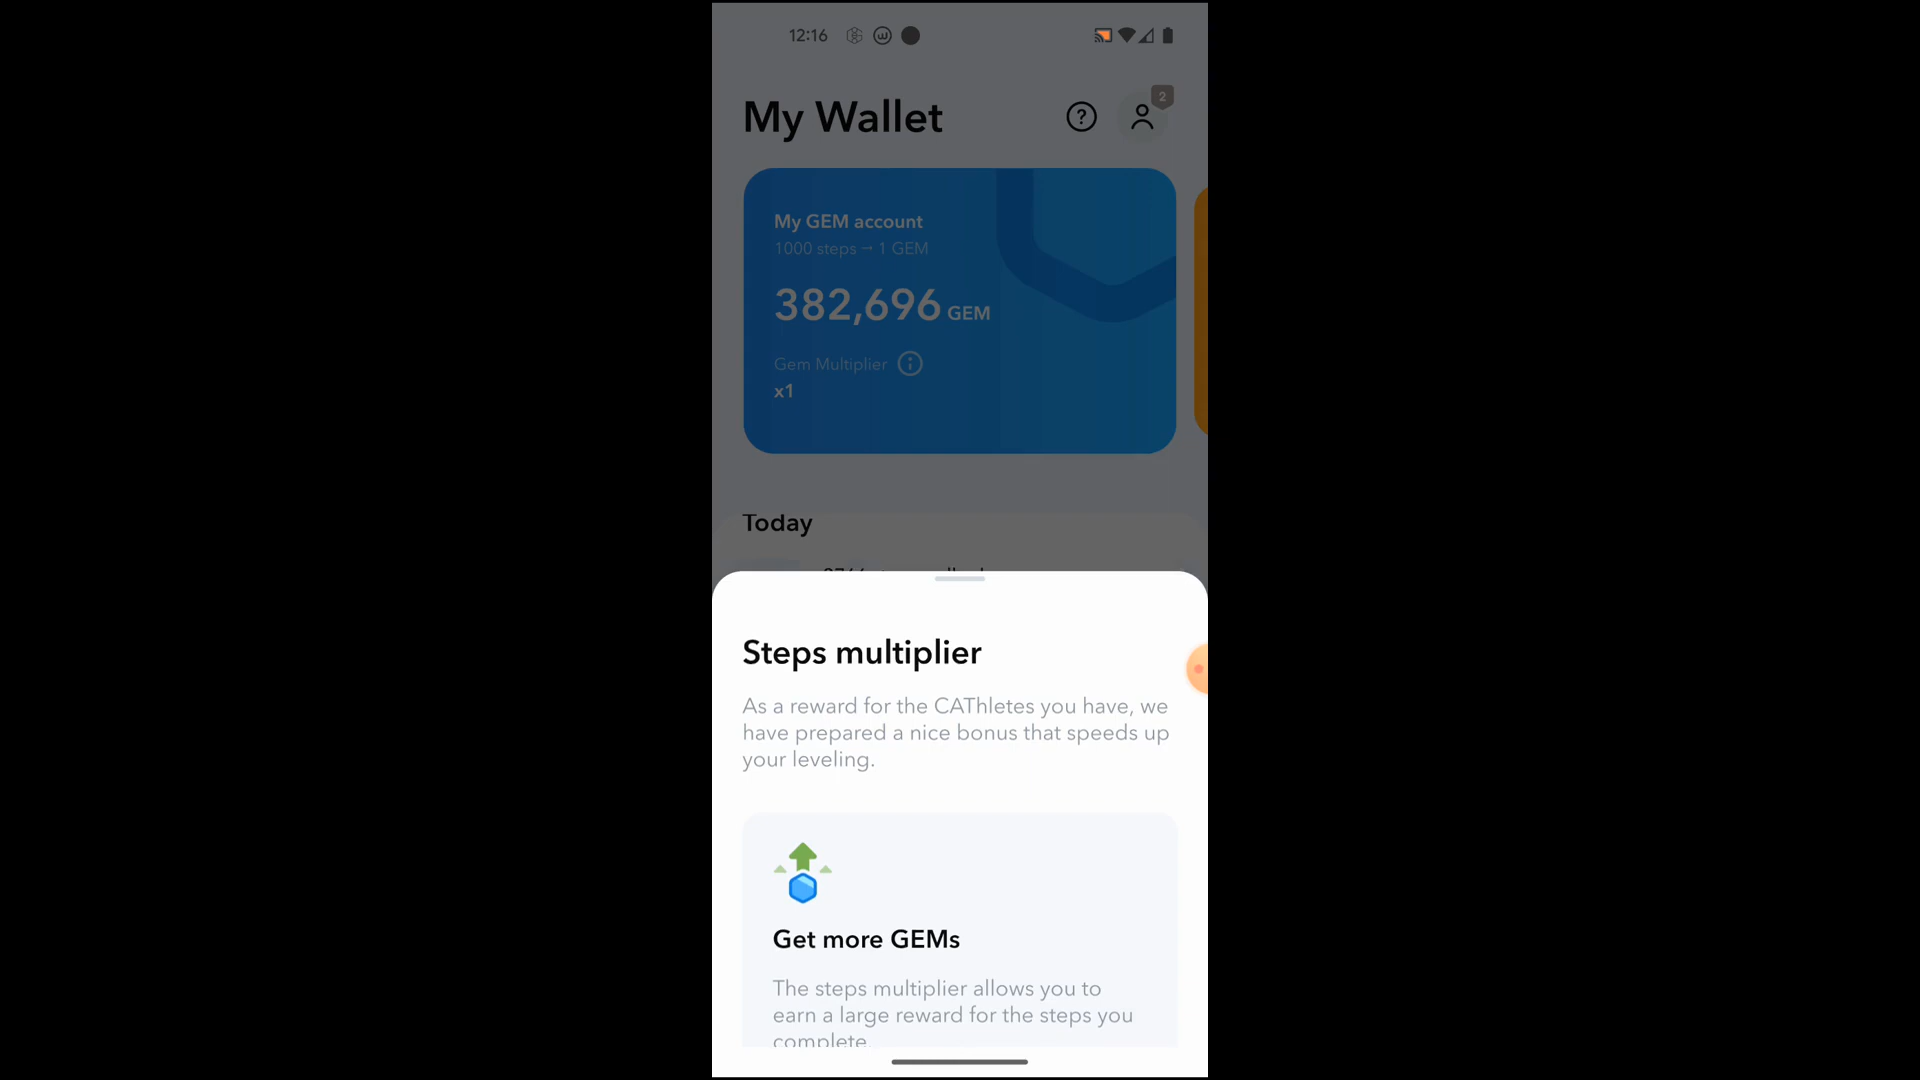 12:16
My Wallet
2
My GEM account
1000 steps → 1 GEM
382,696 GEM
Gem Multiplier
x1
Today
Steps multiplier
As a reward for the CAThletes you have, we
have prepared a nice bonus that speeds up
your leveling.
Get more GEMs
The steps multiplier allows you to
earn a large reward for the steps you
complete